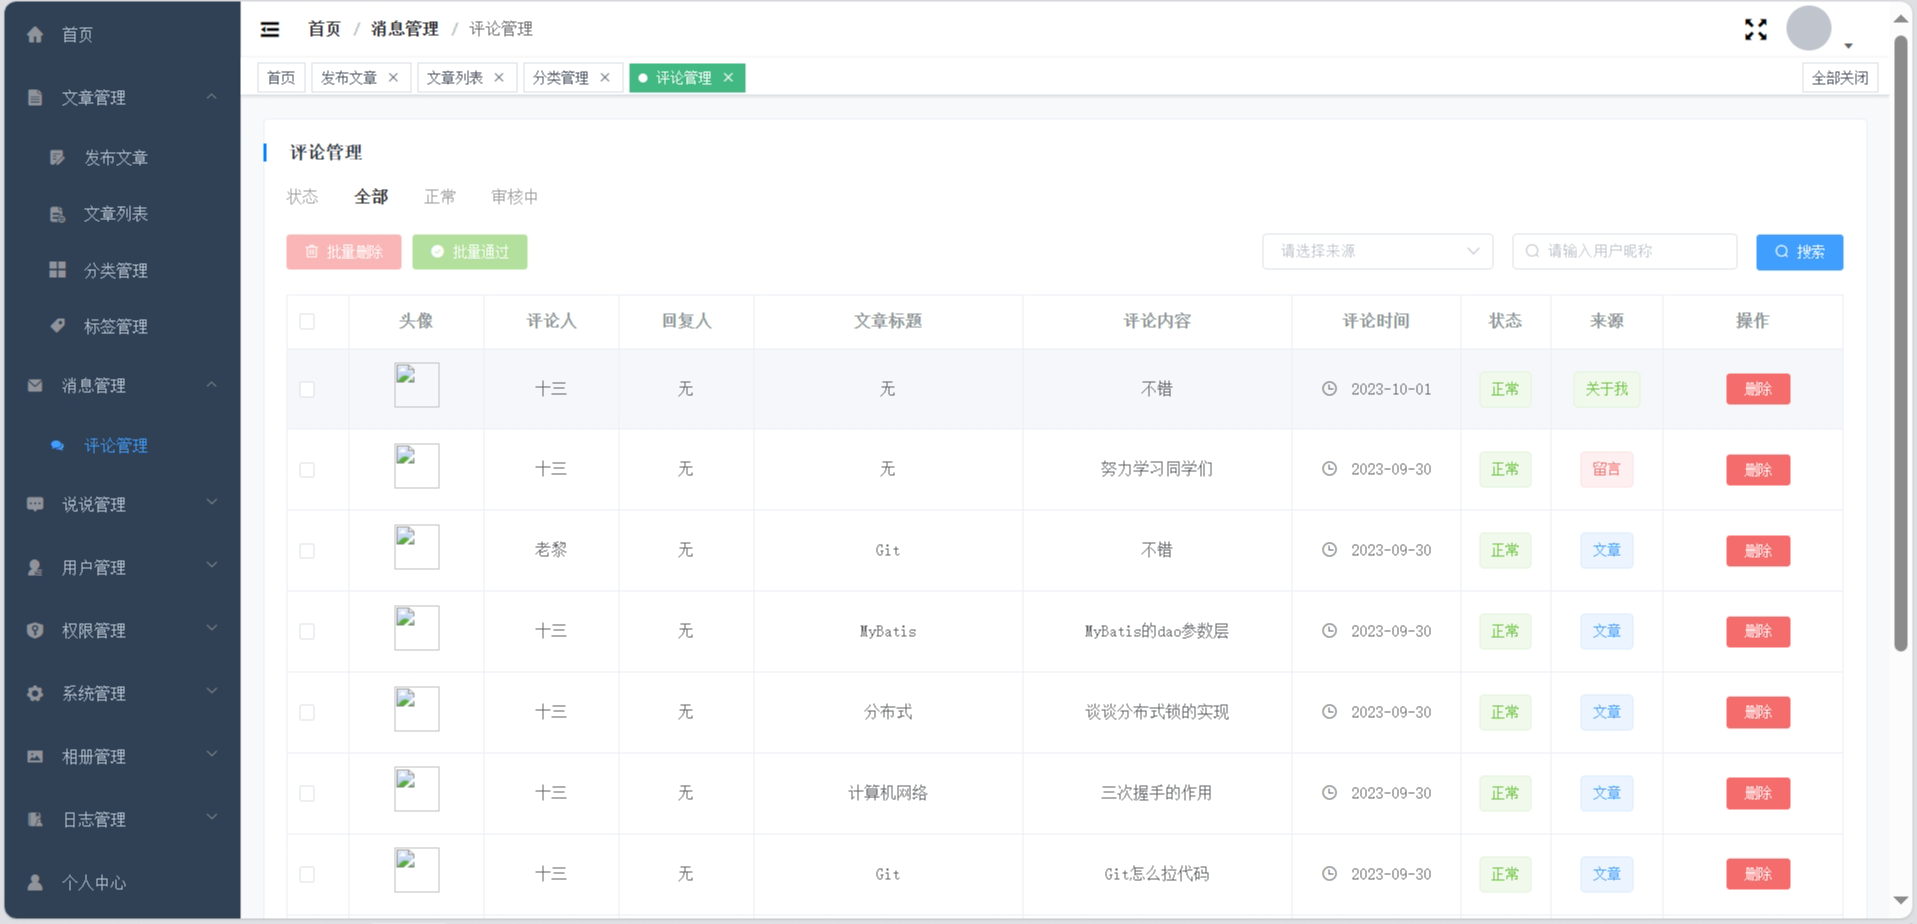 首页
文章管理
发布文章
文章列表
分类管理
标签管理
消息管理
评论管理
说说管理
用户管理
权限管理
系统管理
相册管理
日志管理
个人中心
首页 / 消息管理 / 评论管理
首页 发布文章 文章列表 分类管理 评论管理 全部关闭
评论管理
状态 全部 正常 审核中
批量删除 批量通过 请选择来源 请输入用户昵称 搜索
头像 评论人 回复人 文章标题 评论内容 评论时间 状态 来源 操作
十三 无 无 不错 2023-10-01 正常 关于我 删除
十三 无 无 努力学习同学们 2023-09-30 正常 留言 删除
老黎 无 Git 不错 2023-09-30 正常 文章 删除
十三 无 MyBatis MyBatis的dao参数层 2023-09-30 正常 文章 删除
十三 无 分布式 谈谈分布式锁的实现 2023-09-30 正常 文章 删除
十三 无 计算机网络 三次握手的作用 2023-09-30 正常 文章 删除
十三 无 Git Git怎么拉代码 2023-09-30 正常 文章 删除